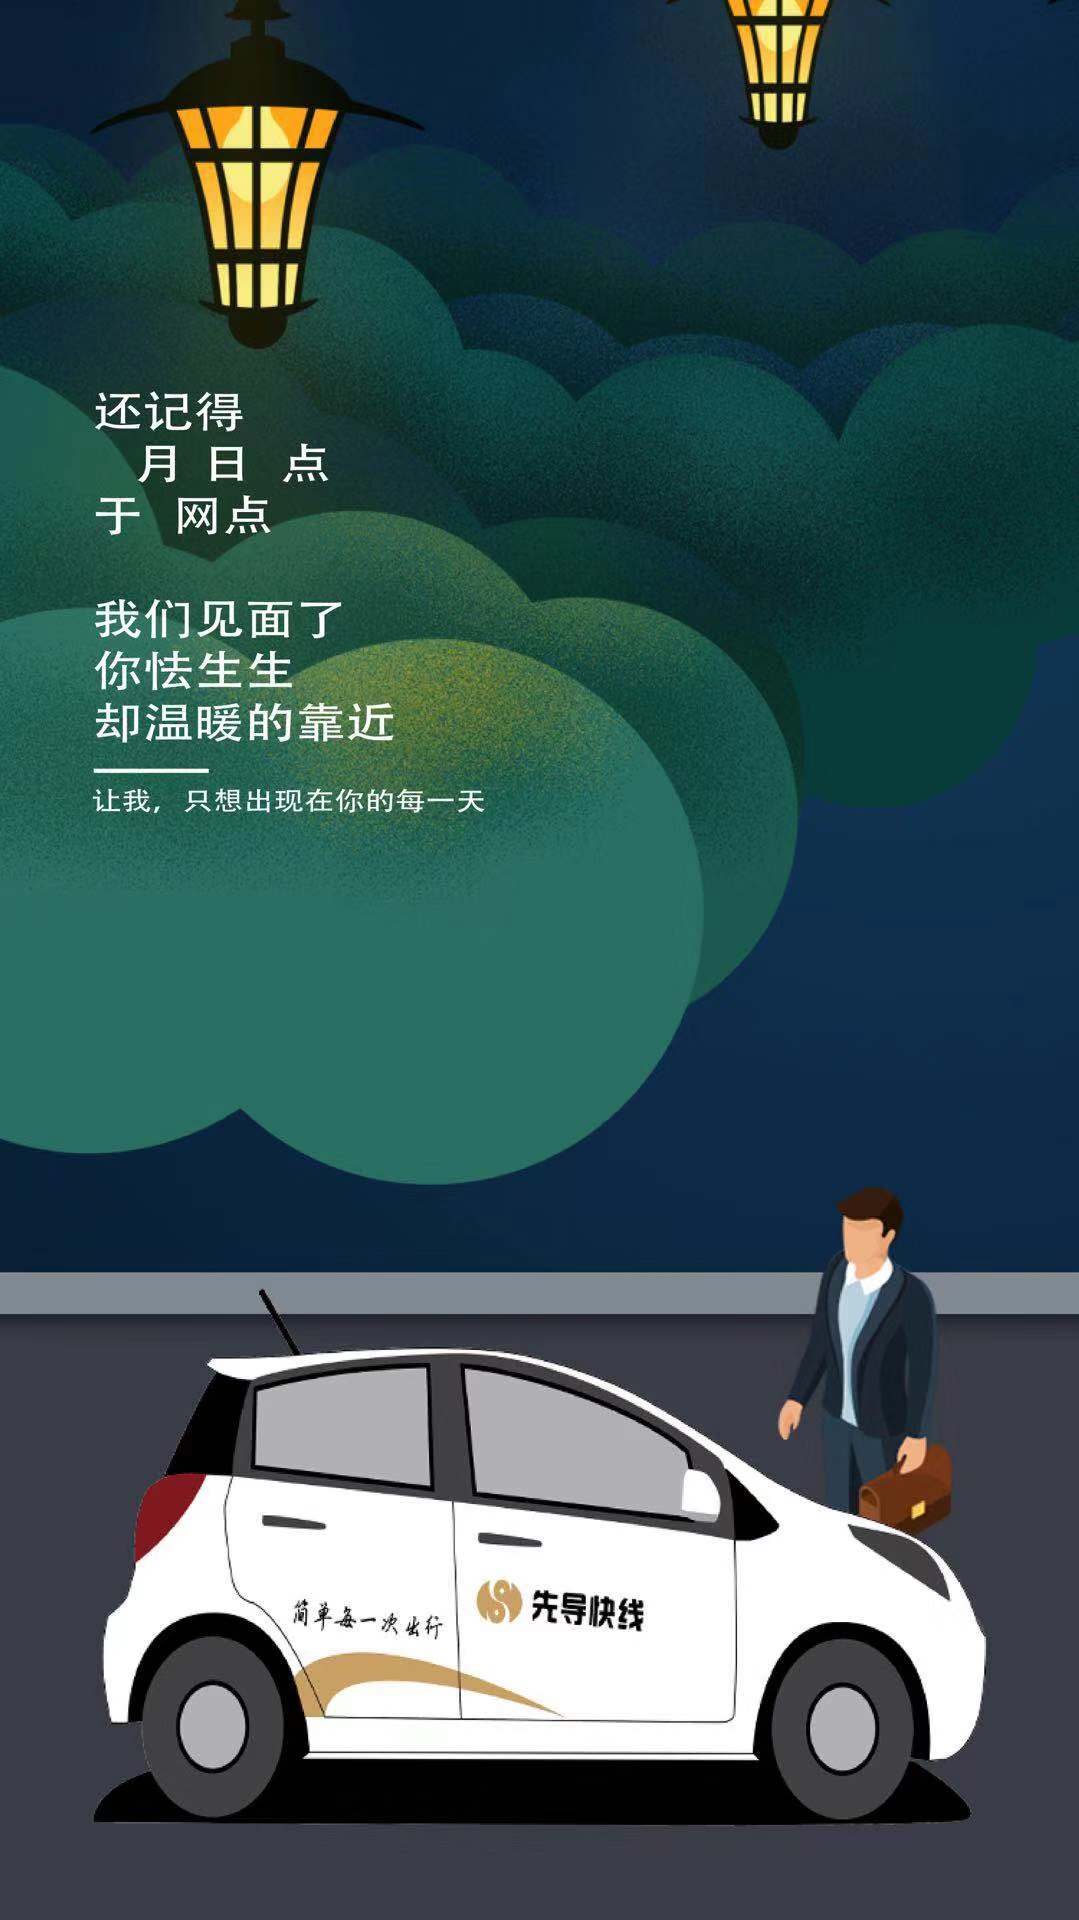 还记得
月 日 点
于 网点
我们见面了
你怯生生
却温暖的靠近
让我，只想出现在你的每一天
先导快线
简单每一次出行